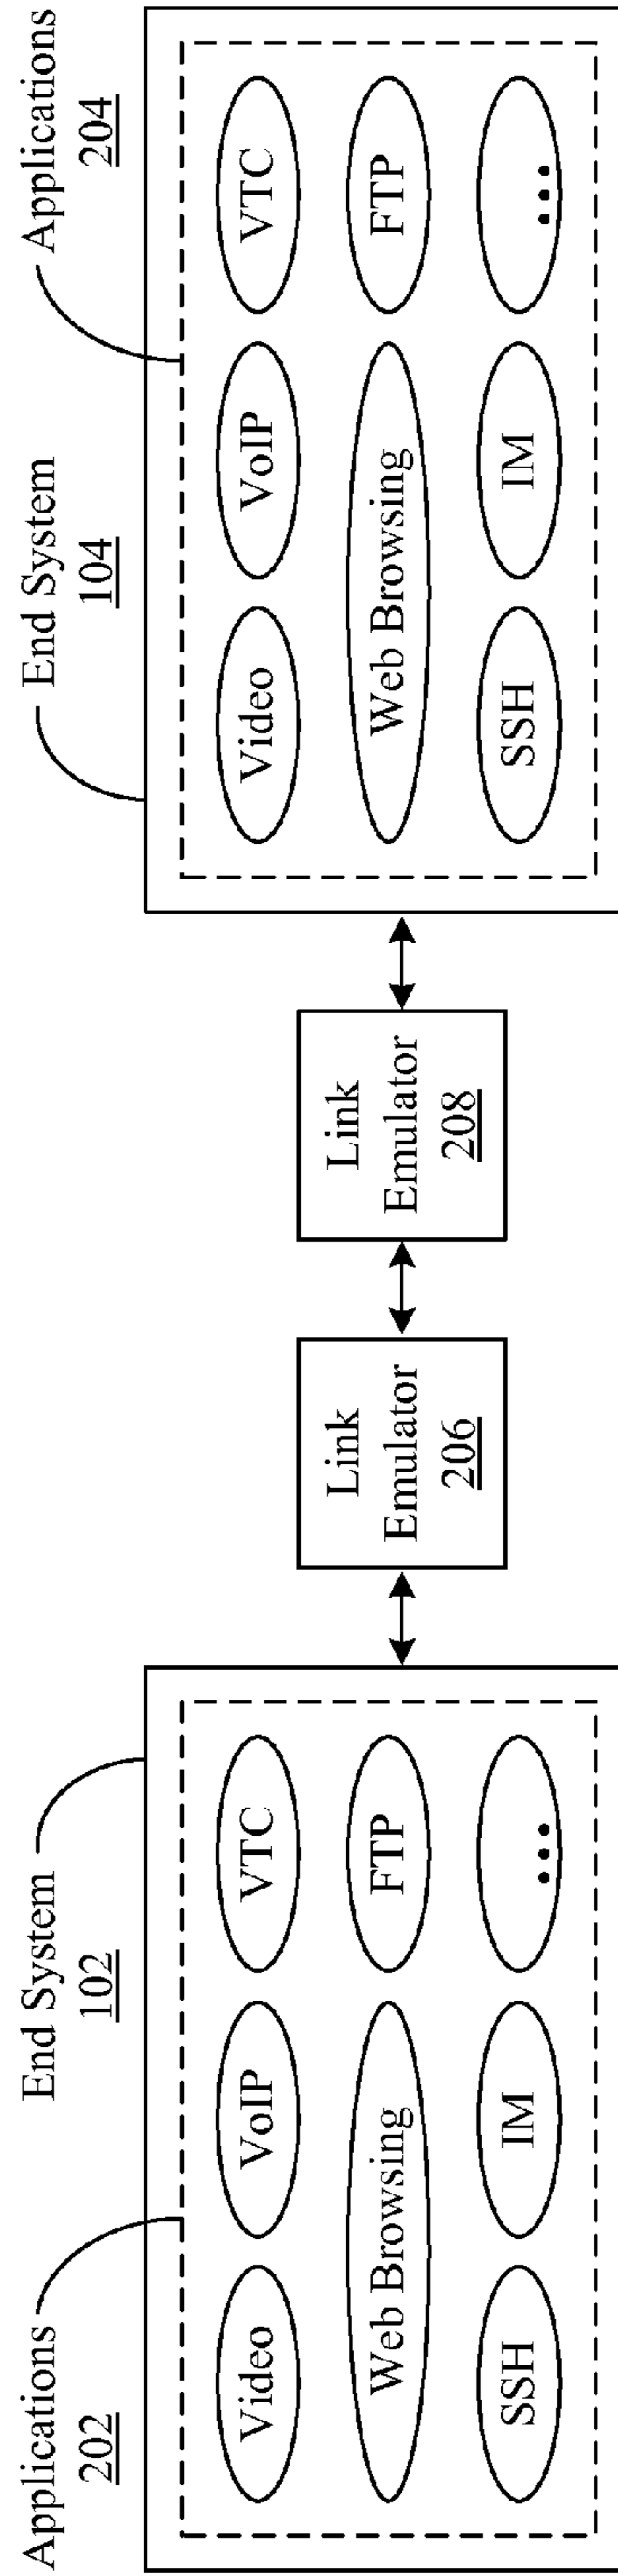 Applications
202
End System
102
End System
104
Applications
204
Video
VoIP
VTC
Web Browsing
FTP
SSH
IM
...
Link
Emulator
206
Link
Emulator
208
Video
VoIP
VTC
Web Browsing
FTP
SSH
IM
...